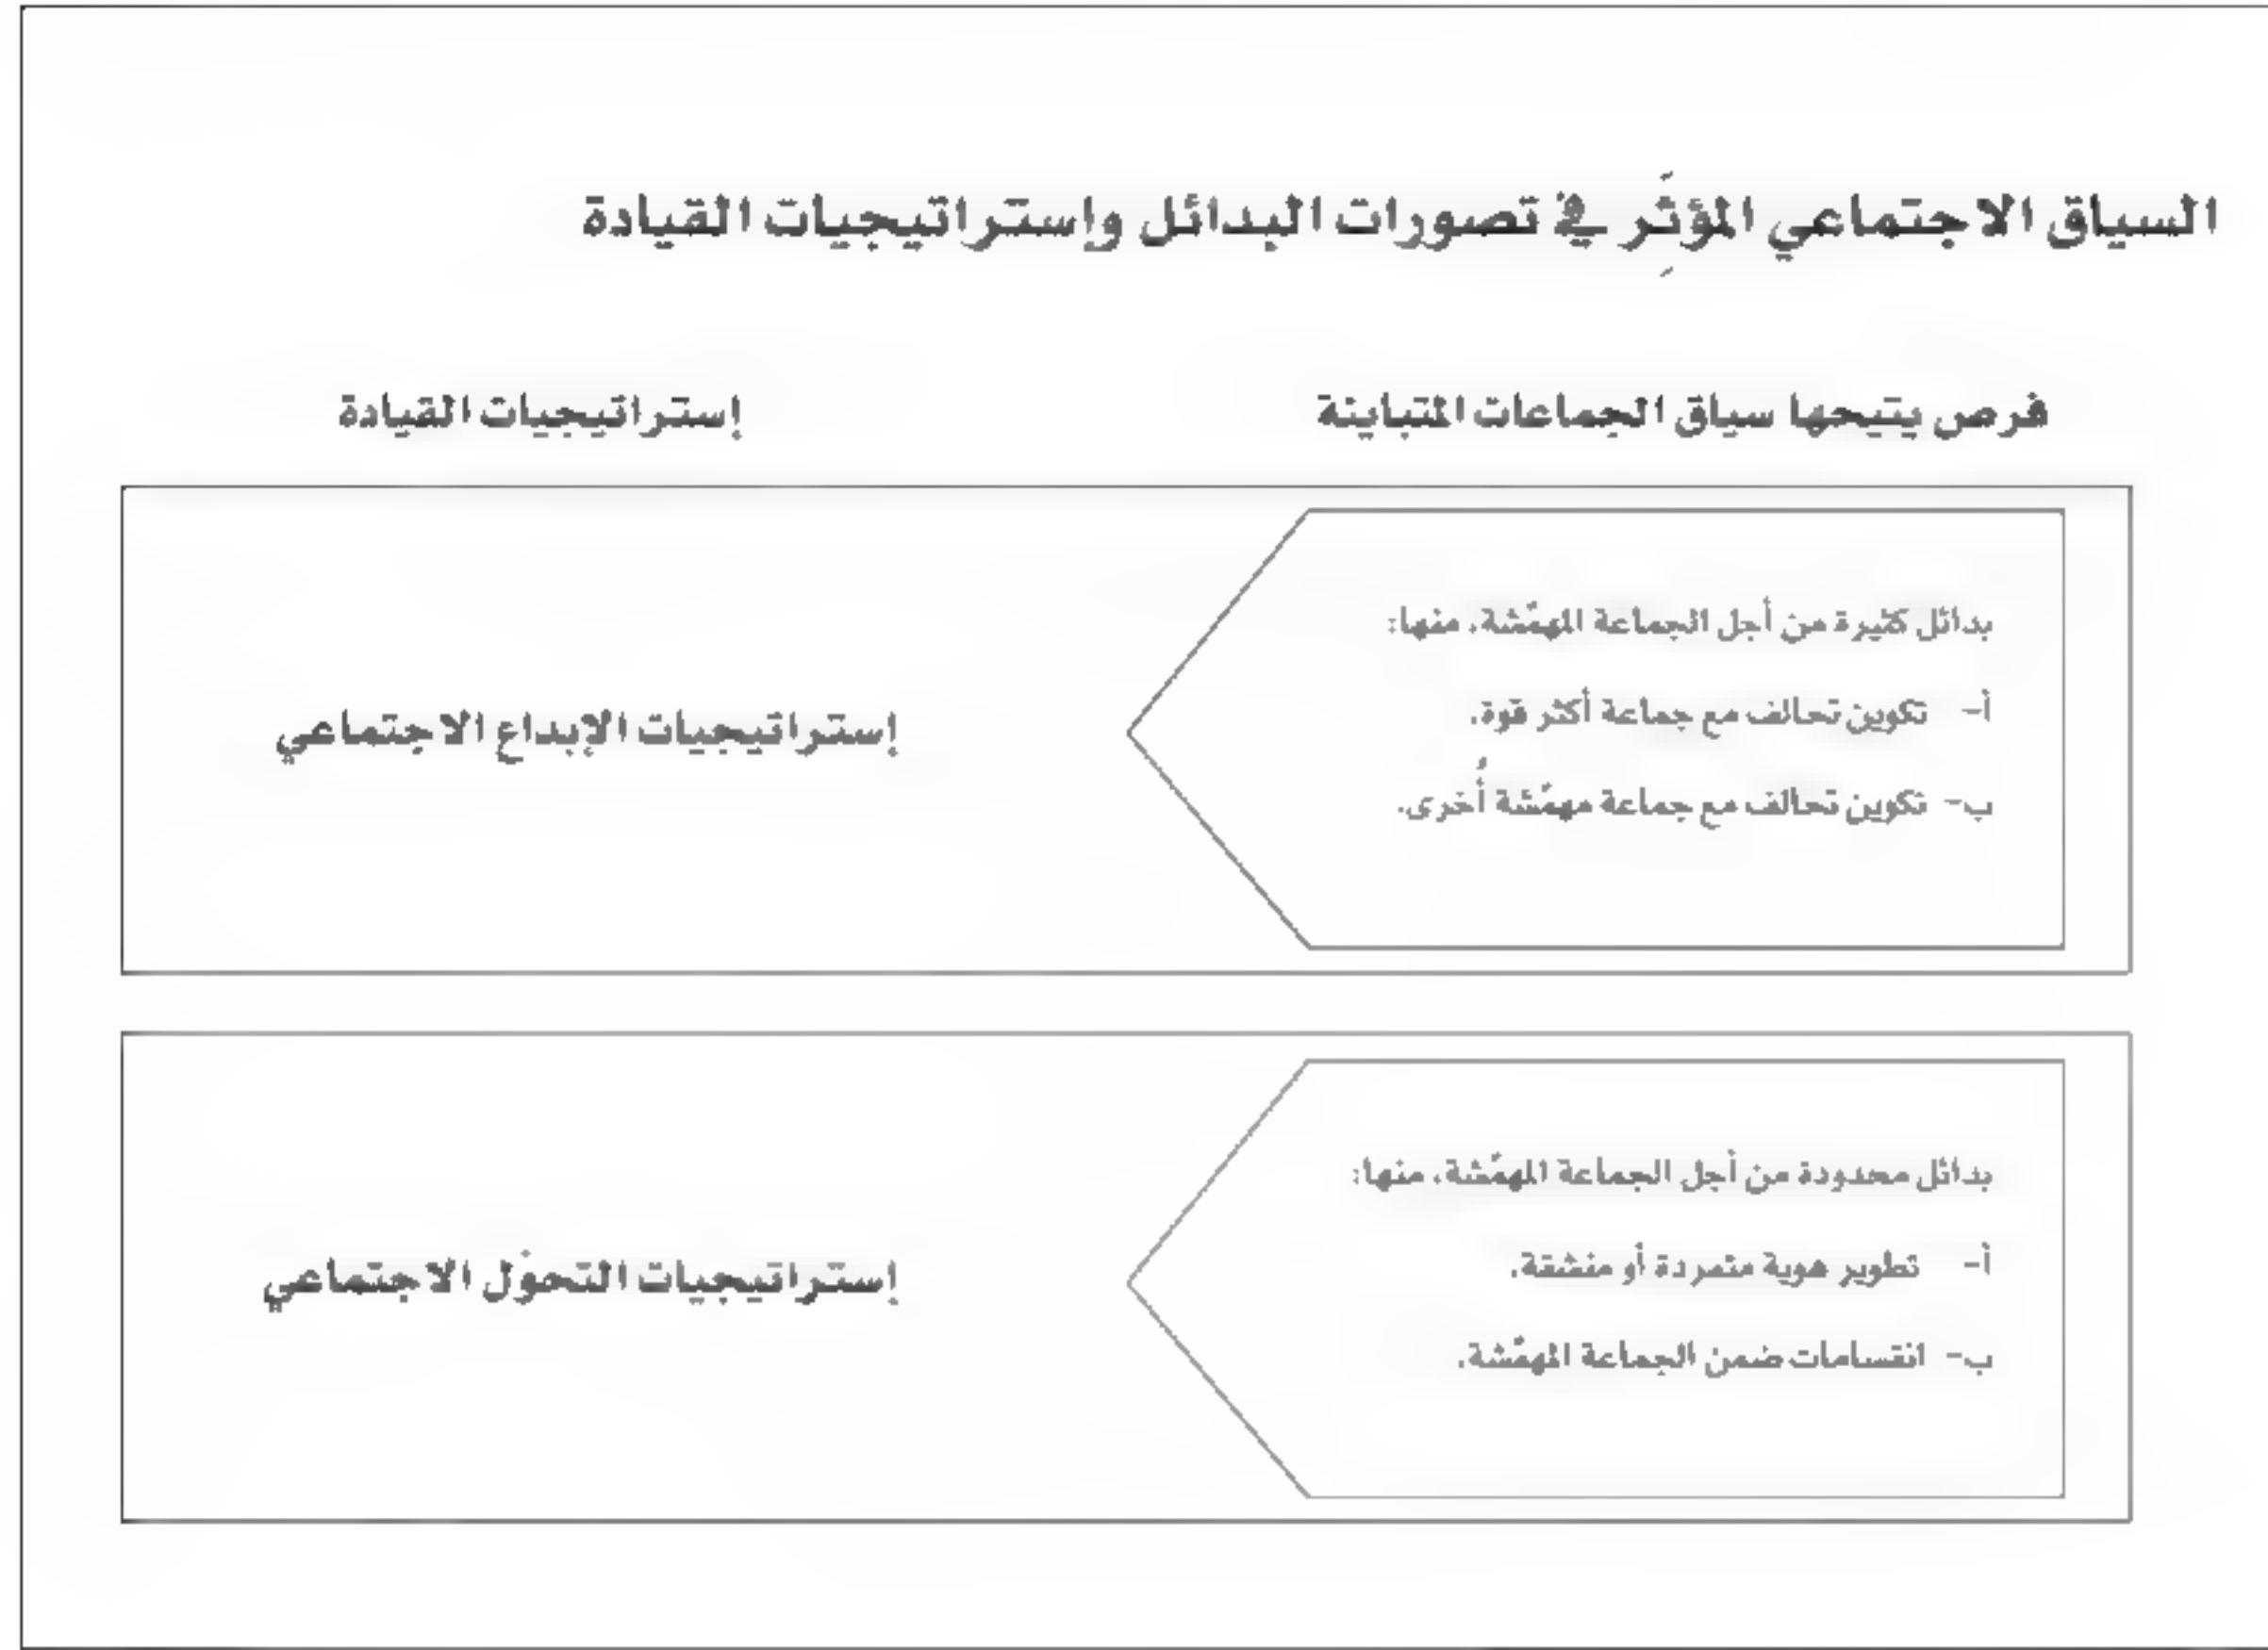 السياق الاجتماعي المؤثِّر في تصورات البدائل وإستراتيجيات القيادة
فرص يتيحها سياق الجماعات المتباينة
إستراتيجيات القيادة
بدائل كثيرة من أجل الجماعة المهمّشة، منها:
أ- تكوين تحالف مع جماعة أكثر قوة.
ب- تكوين تحالف مع جماعة مهمّشة أُخرى.
إستراتيجيات الإبداع الاجتماعي
بدائل محدودة من أجل الجماعة المهمّشة، منها:
أ- تطوير هوية متمردة أو منشقة.
ب- انقسامات ضمن الجماعة المهمّشة.
إستراتيجيات التحوّل الاجتماعي